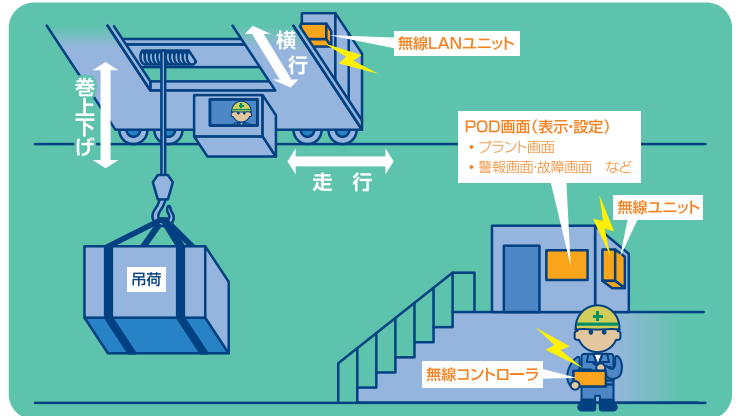 横行
無線LANユニット
巻上下げ
走 行
POD画面(表示・設定)
・プラント画面
・警報画面・故障画面 など
無線ユニット
吊荷
無線コントローラ